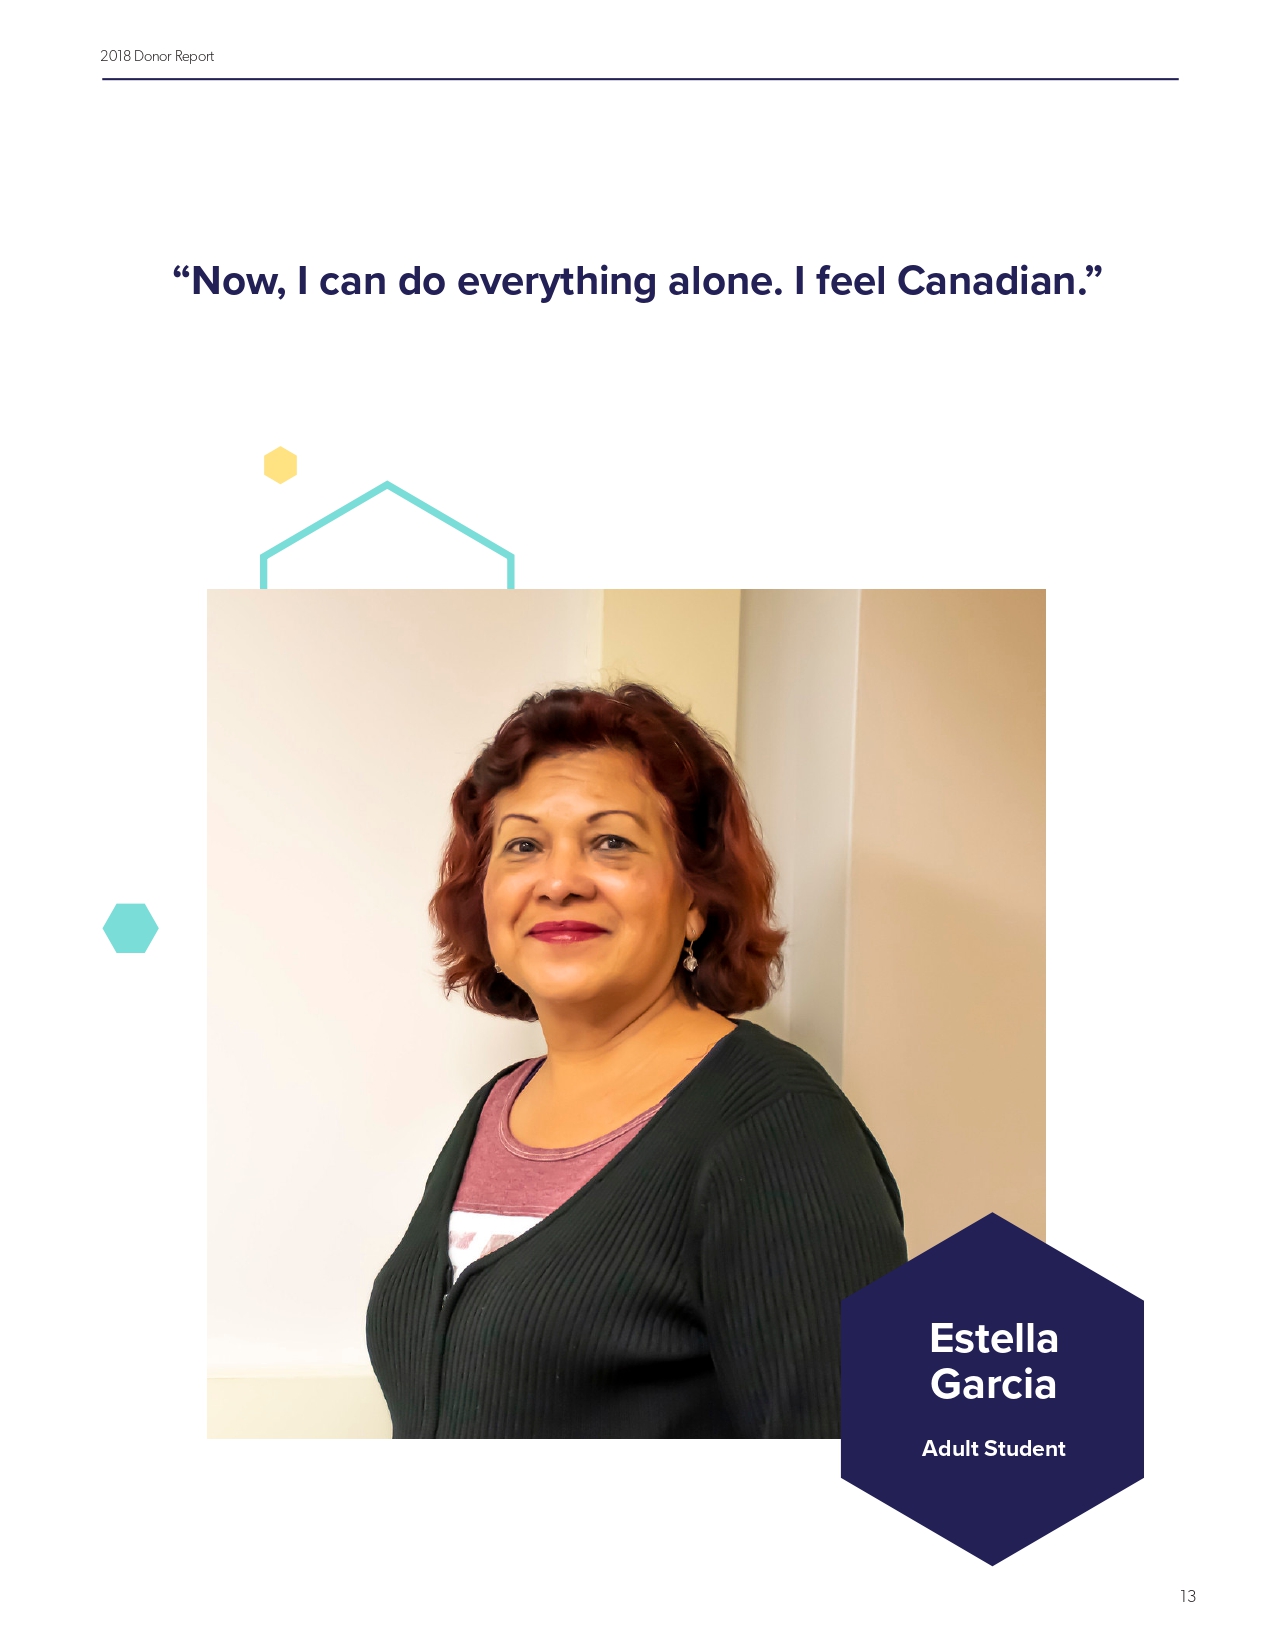 2018 Donor Report
“Now, I can do everything alone. I feel Canadian.”
Estella
Garcia
Adult Student
13